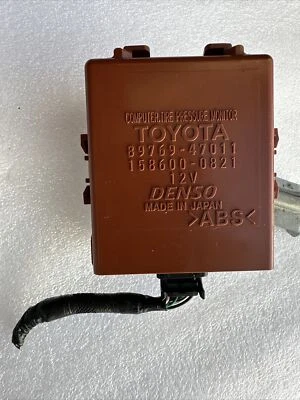 COMPUTER.TIRE PRESSURE MONITOR
TOYOTA
89769-47011
158600-0821
12V
DENSO
MADE IN JAPAN
>ABS<